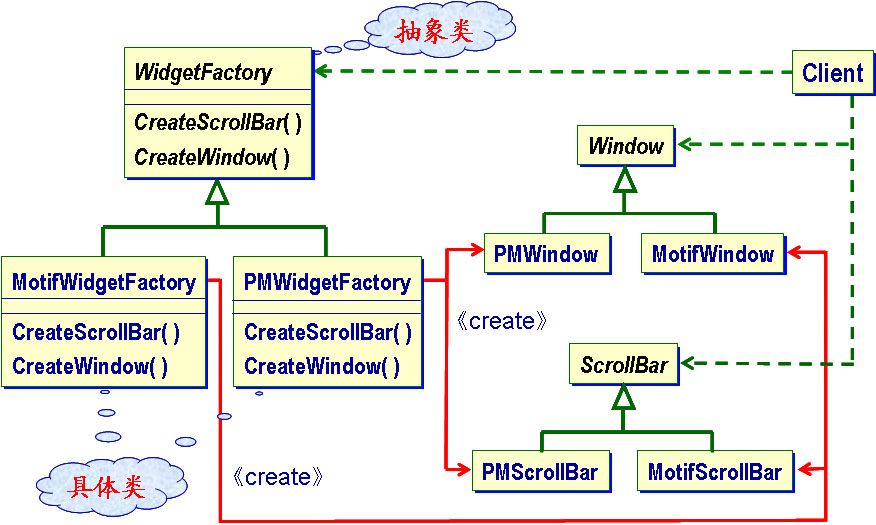 抽象类
WidgetFactory
Client
CreateScrollBar( )
CreateWindow( )
Window
PMWindow
MotifWindow
MotifWidgetFactory
PMWidgetFactory
CreateScrollBar( )
CreateWindow( )
CreateScrollBar( )
CreateWindow( )
《create》
ScrollBar
PMScrollBar
MotifScrollBar
具体类
《create》